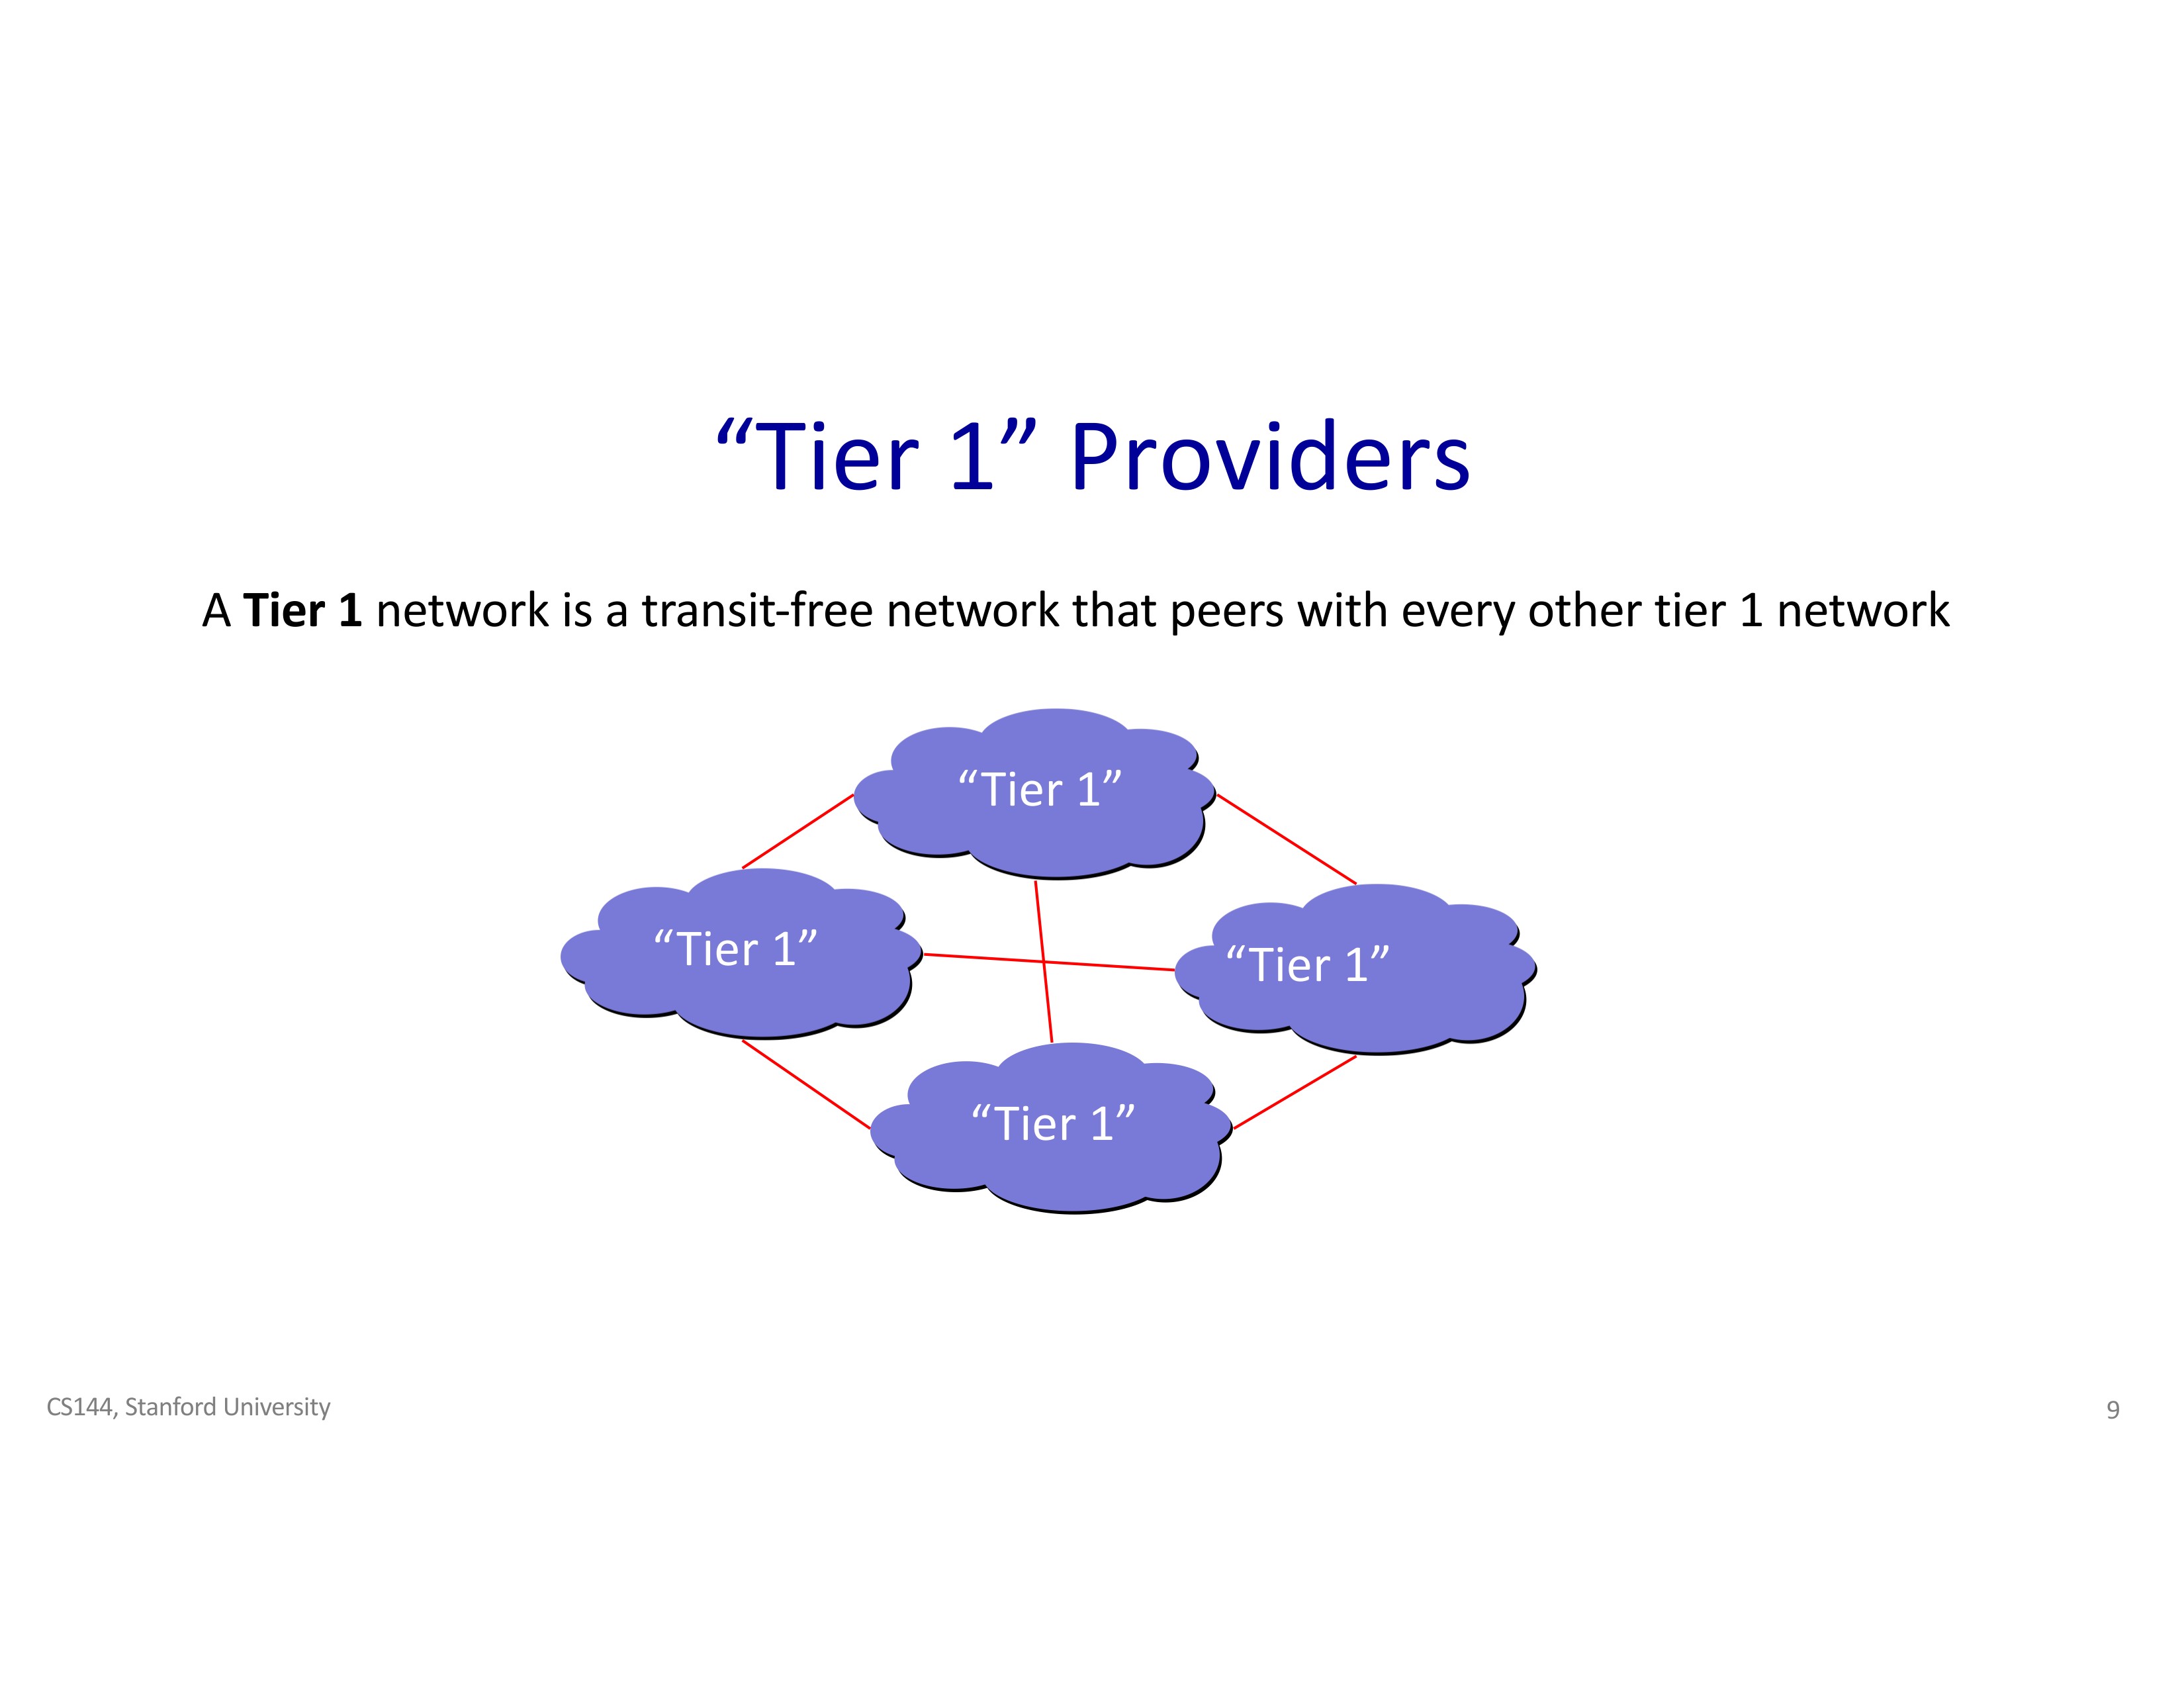 “Tier 1” Providers
A Tier 1 network is a transit-free network that peers with every other tier 1 network
“Tier 1”
“Tier 1”
“Tier 1”
“Tier 1”
CS144, Stanford University
9